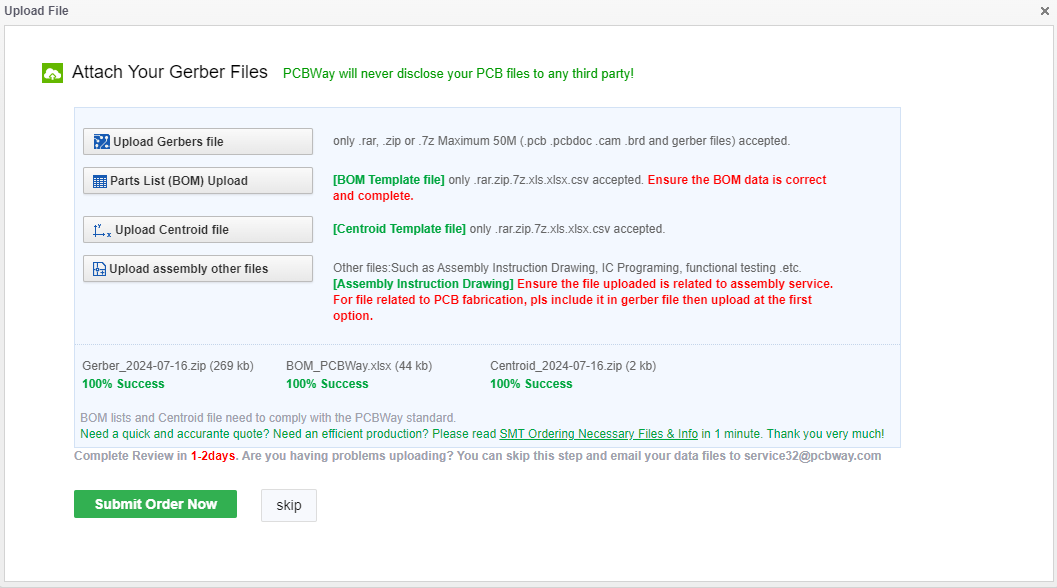 Upload File
Attach Your Gerber Files PCBWay will never disclose your PCB files to any third party!
Upload Gerbers file only .rar, .zip or .7z Maximum 50M (.pcb .pcbdoc .cam .brd and gerber files) accepted.
Parts List (BOM) Upload [BOM Template file] only .rar.zip.7z.xls.xlsx.csv accepted. Ensure the BOM data is correct
and complete.
Upload Centroid file [Centroid Template file] only .rar.zip.7z.xls.xlsx.csv accepted.
Upload assembly other files Other files:Such as Assembly Instruction Drawing, IC Programing, functional testing .etc.
[Assembly Instruction Drawing] Ensure the file uploaded is related to assembly service.
For file related to PCB fabrication, pls include it in gerber file then upload at the first
option.
Gerber_2024-07-16.zip (269 kb) BOM_PCBWay.xlsx (44 kb) Centroid_2024-07-16.zip (2 kb)
100% Success 100% Success 100% Success
BOM lists and Centroid file need to comply with the PCBWay standard.
Need a quick and accurante quote? Need an efficient production? Please read SMT Ordering Necessary Files & Info in 1 minute. Thank you very much!
Complete Review in 1-2days. Are you having problems uploading? You can skip this step and email your data files to service32@pcbway.com
Submit Order Now skip